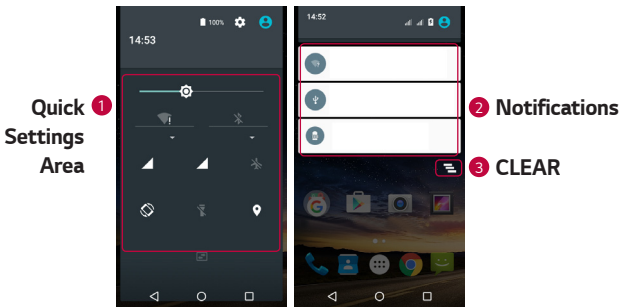 100%
14:53
Quick
Settings
Area
1
14:52
2 Notifications
3 CLEAR